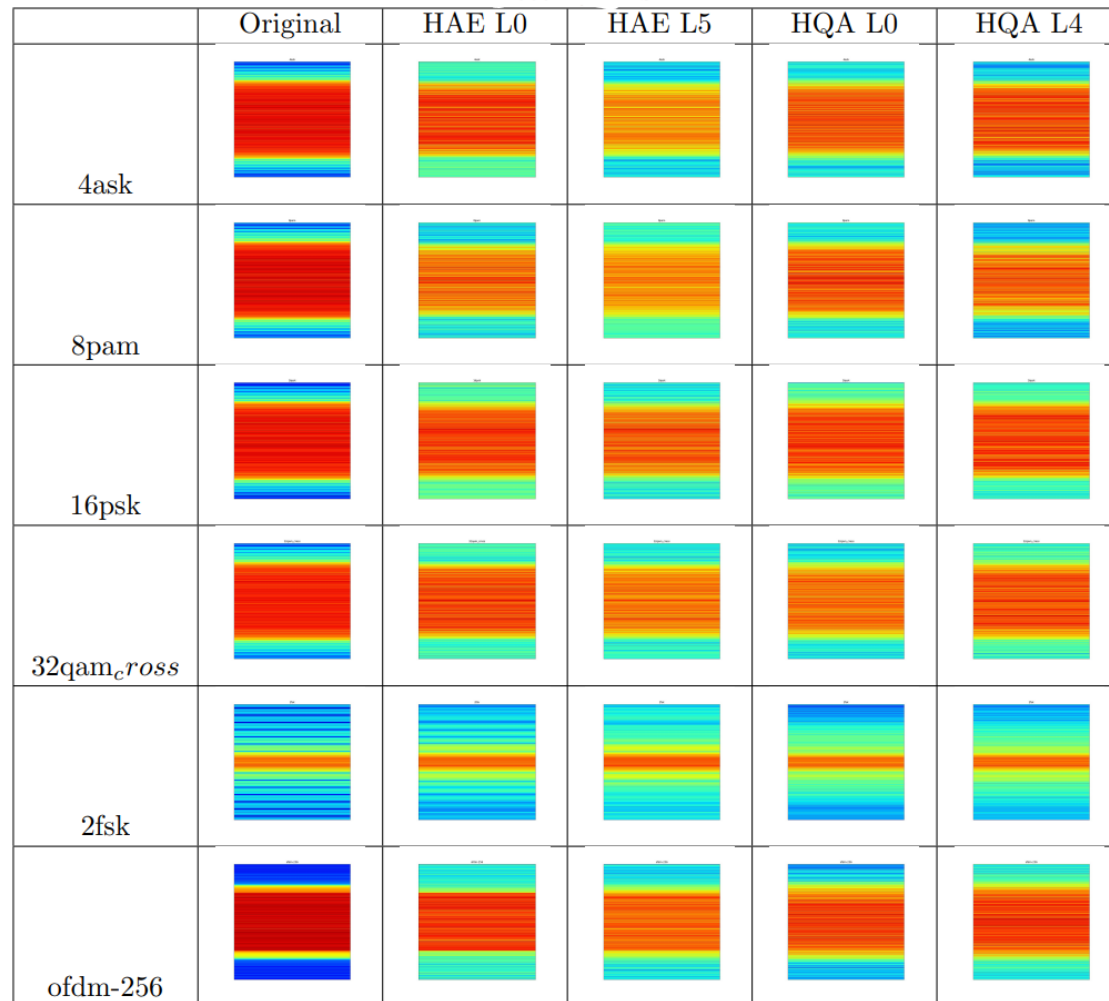 Original HAE L0 HAE L5 HQA L0 HQA L4
4ask
8pam
16psk
32qam_cross
2fsk
ofdm-256